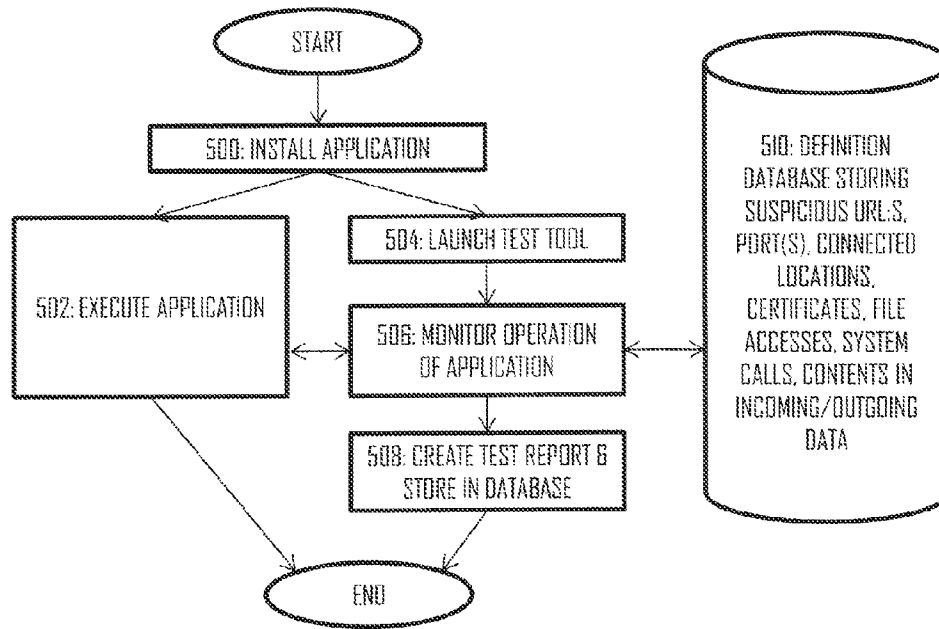 START
500: INSTALL APPLICATION
502: EXECUTE APPLICATION
504: LAUNCH TEST TOOL
506: MONITOR OPERATION
OF APPLICATION
508: CREATE TEST REPORT &
STORE IN DATABASE
END
510: DEFINITION
DATABASE STORING
SUSPICIOUS URL:S,
PORT(S), CONNECTED
LOCATIONS,
CERTIFICATES, FILE
ACCESSES, SYSTEM
CALLS, CONTENTS IN
INCOMING/OUTGOING
DATA